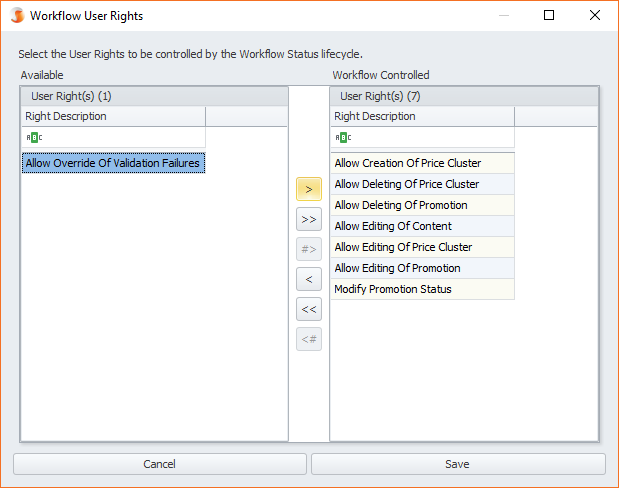 Workflow User Rights
Select the User Rights to be controlled by the Workflow Status lifecycle.
Available
User Right(s) (1)
Right Description
ABC
Allow Override Of Validation Failures
>
>>
#>
<
<<
<#
Workflow Controlled
User Right(s) (7)
Right Description
ABC
Allow Creation Of Price Cluster
Allow Deleting Of Price Cluster
Allow Deleting Of Promotion
Allow Editing Of Content
Allow Editing Of Price Cluster
Allow Editing Of Promotion
Modify Promotion Status
Cancel
Save